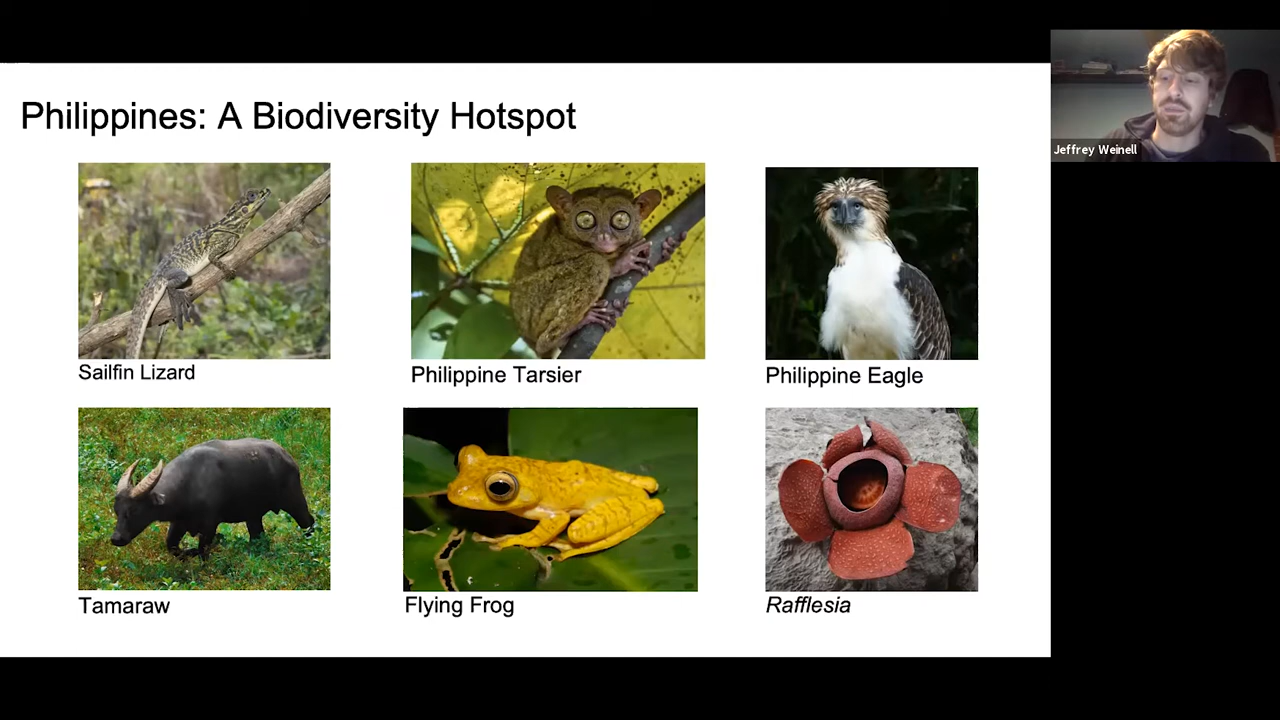 Philippines: A Biodiversity Hotspot
Jeffrey Weinell
Sailfin Lizard
Philippine Tarsier
Philippine Eagle
Tamaraw
Flying Frog
Rafflesia